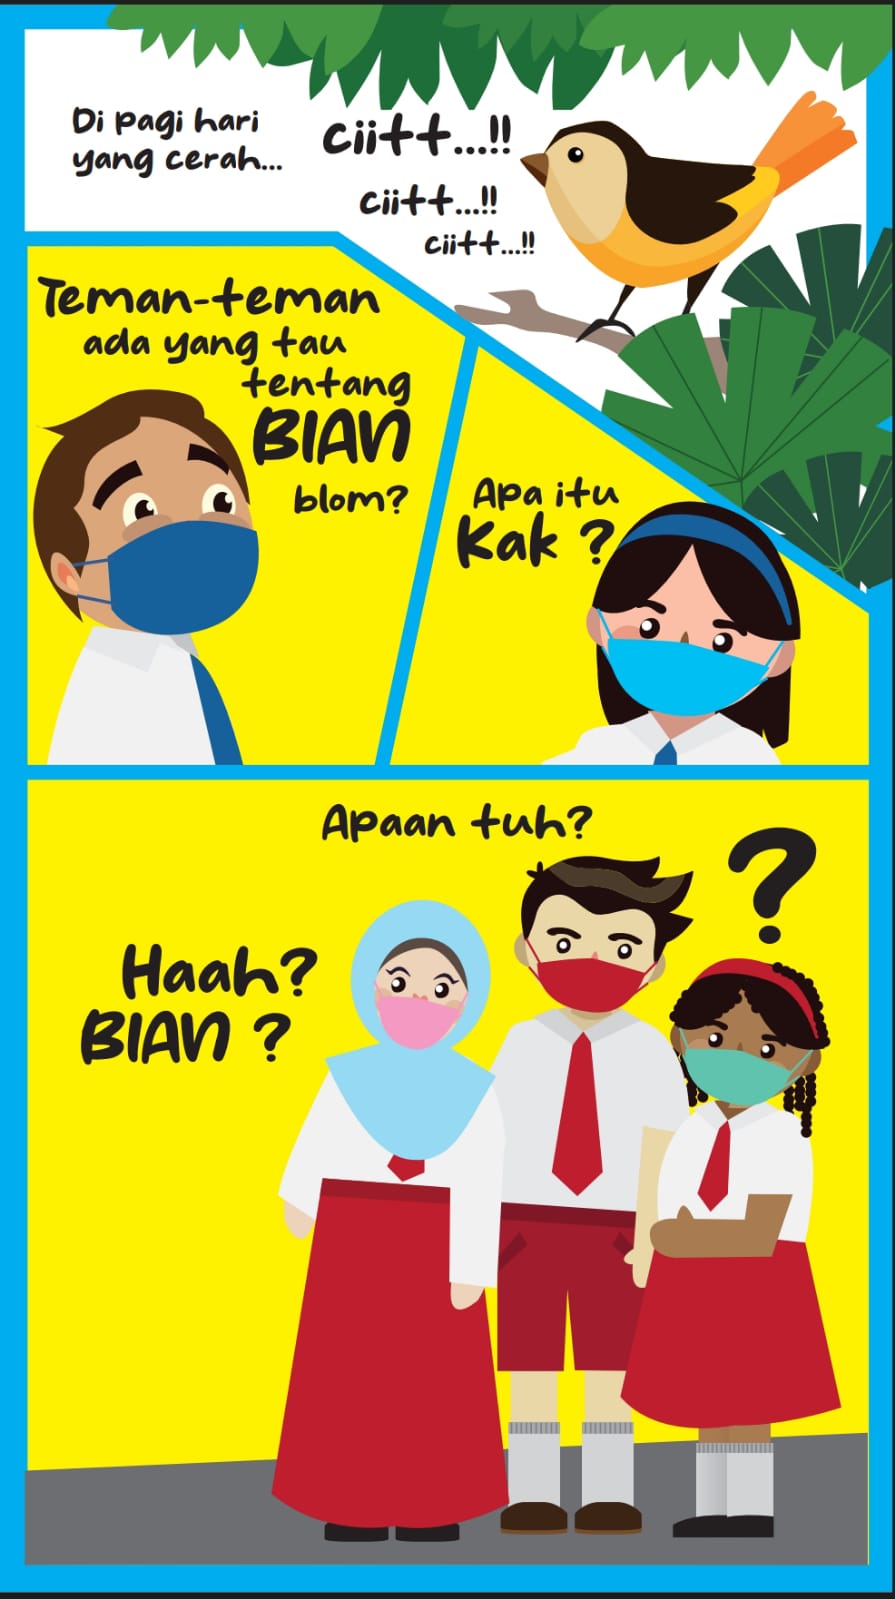 Di pagi hari
yang cerah...
ciitt...!!
ciitt...!!
ciitt...!!
Teman-teman
ada yang tau
tentang
BIAN
blom?
Apa itu
Kak ?
Apaan tuh?
?
Haah?
BIAN ?